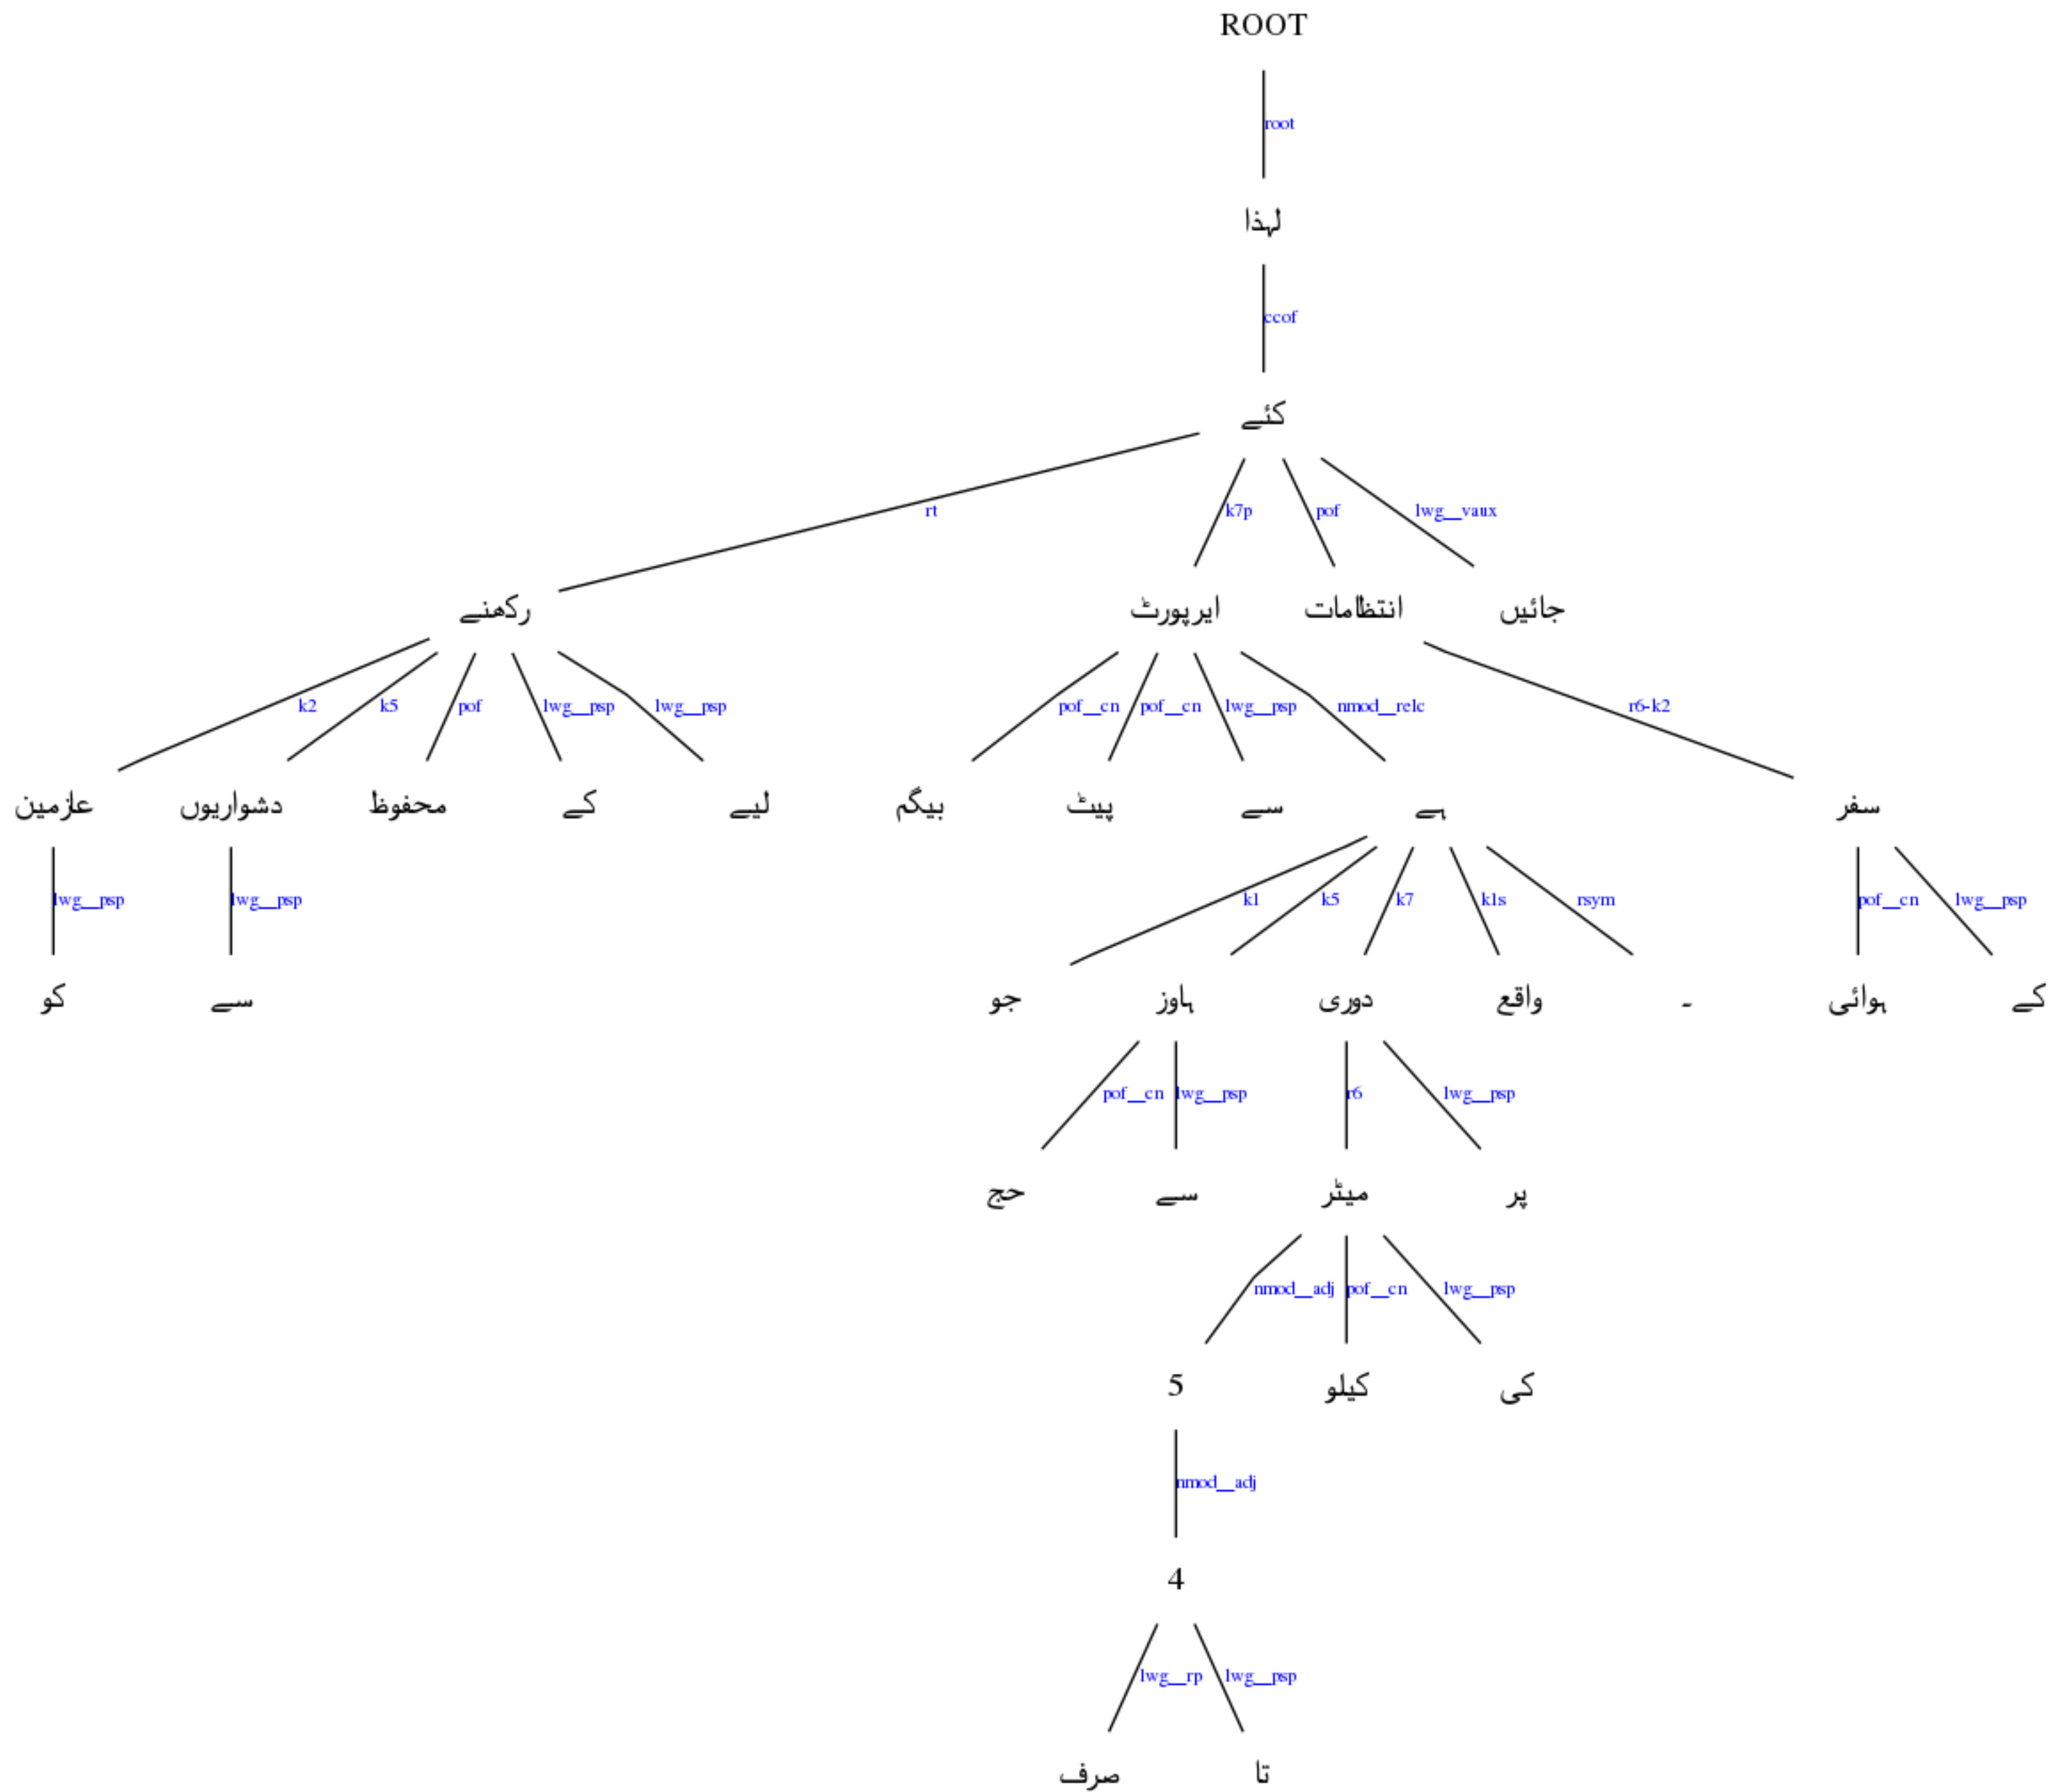 ROOT
root
لہذا
ccof
کئے
rt k7p pof lwg__vaux
رکھنے ایرپورٹ انتظامات جائیں
k2 k5 pof lwg__psp lwg__psp pof__cn pof__cn lwg__psp nmod__relc r6-k2
عازمین دشواریوں محفوظ کے لیے بیگم پیٹ سے ہے سفر
lwg__psp lwg__psp k1 k5 k7 k1s rsym pof__cn lwg__psp
کو سے جو ہاوز دوری واقع ۔ ہوائی کے
pof__cn lwg__psp r6 lwg__psp
حج سے میٹر پر
nmod__adj pof__cn lwg__psp
5 کیلو کی
nmod__adj
4
lwg__rp lwg__psp
صرف تا